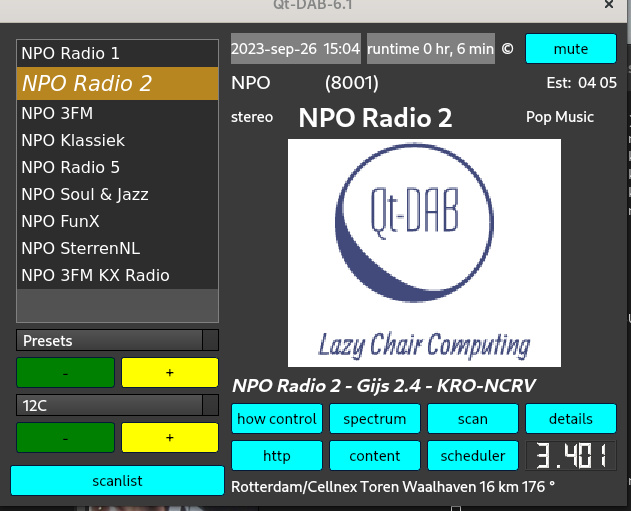 Qt-DAB-6.1
NPO Radio 1
NPO Radio 2
NPO 3FM
NPO Klassiek
NPO Radio 5
NPO Soul & Jazz
NPO FunX
NPO SterrenNL
NPO 3FM KX Radio
Presets
- +
12C
- +
scanlist
2023-sep-26 15:04 runtime 0 hr, 6 min © mute
NPO (8001) Est: 04 05
stereo NPO Radio 2 Pop Music
Qt-DAB
Lazy Chair Computing
NPO Radio 2 - Gijs 2.4 - KRO-NCRV
how control spectrum scan details
http content scheduler 3.401
Rotterdam/Cellnex Toren Waalhaven 16 km 176 °